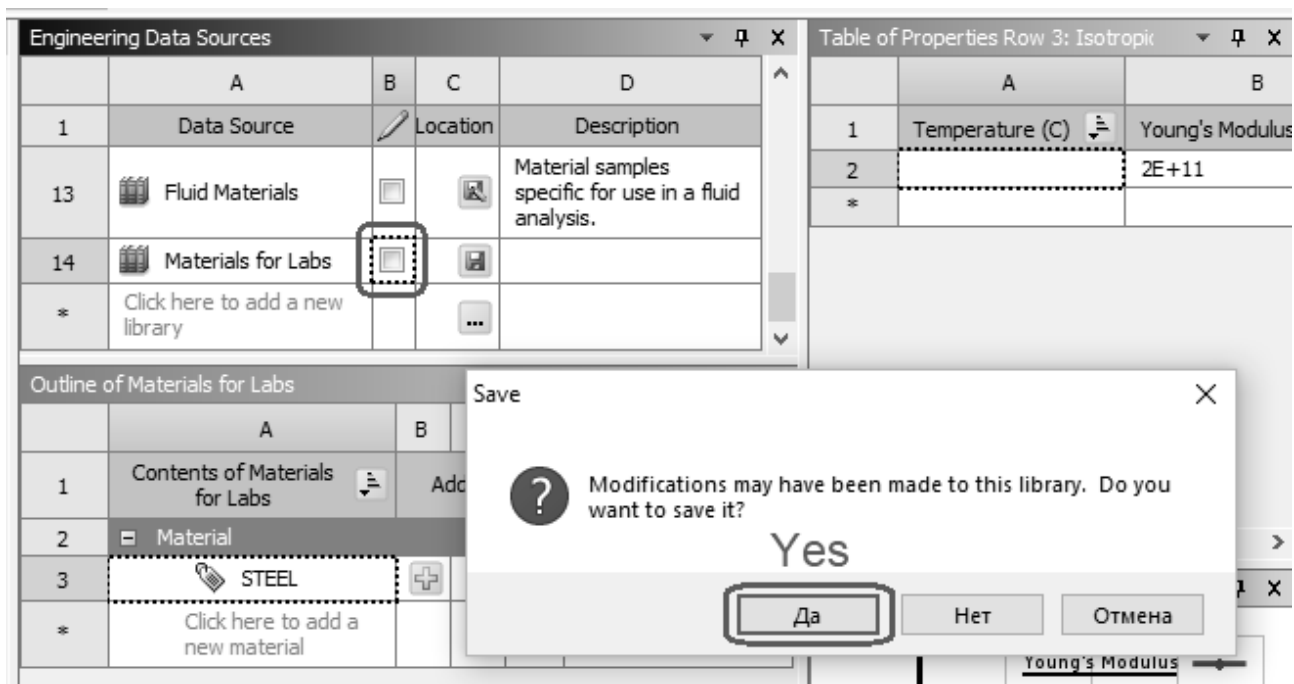 Engineering Data Sources
A B C D
1 Data Source Location Description
13 Fluid Materials Material samples
specific for use in a fluid
analysis.
14 Materials for Labs
* Click here to add a new
library ...
Table of Properties Row 3: Isotropic
A B
1 Temperature (C) Young's Modulus
2 2E+11
*
Outline of Materials for Labs
A B
1 Contents of Materials
for Labs Add
2 Material
3 STEEL
* Click here to add a
new material
Save
Modifications may have been made to this library. Do you
want to save it?
Yes
Да Нет Отмена
Young's Modulus